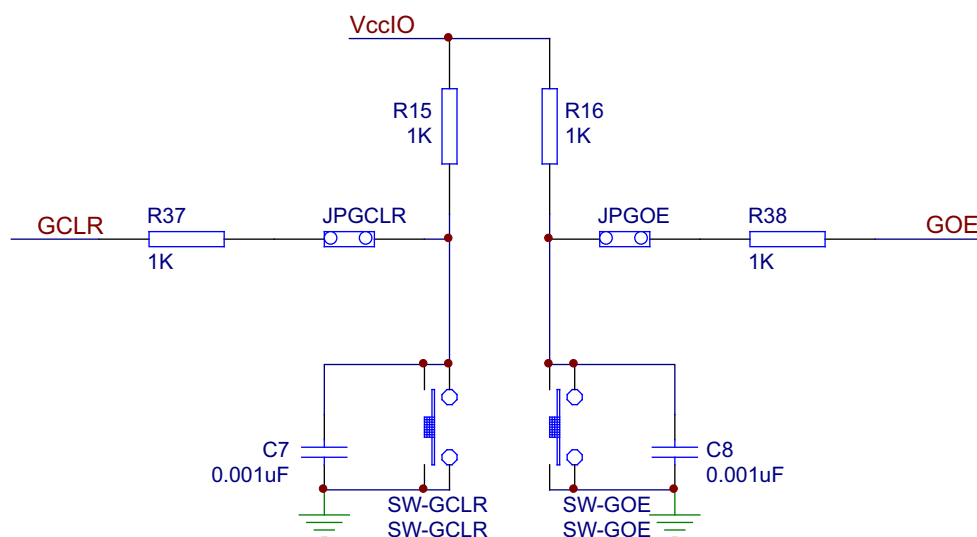 VccIO
R15
1K
R16
1K
GCLR
R37
1K
JPGCLR
JPGOE
R38
1K
GOE
C7
0.001uF
SW-GCLR
SW-GCLR
SW-GOE
SW-GOE
C8
0.001uF